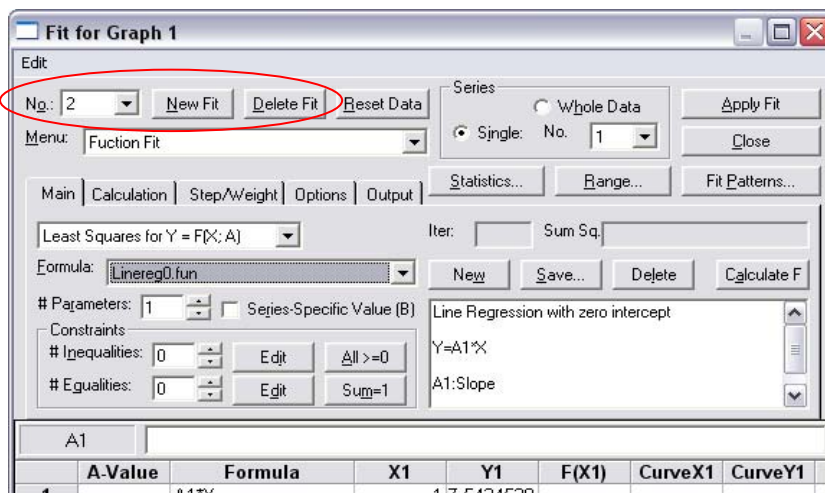 Fit for Graph 1
Edit
No.: 2 New Fit Delete Fit Reset Data
Series
Whole Data
Single: No. 1
Apply Fit
Menu: Fuction Fit
Close
Statistics... Range... Fit Patterns...
Main Calculation Step/Weight Options Output
Least Squares for Y = F(X; A)
Iter: Sum Sq.
Formula: Linereg0.fun
New Save... Delete Calculate F
# Parameters: 1 Series-Specific Value (B)
Constraints
# Inequalities: 0 Edit All >=0
# Equalities: 0 Edit Sum=1
Line Regression with zero intercept
Y=A1*X
A1:Slope
A1
A-Value Formula X1 Y1 F(X1) CurveX1 CurveY1